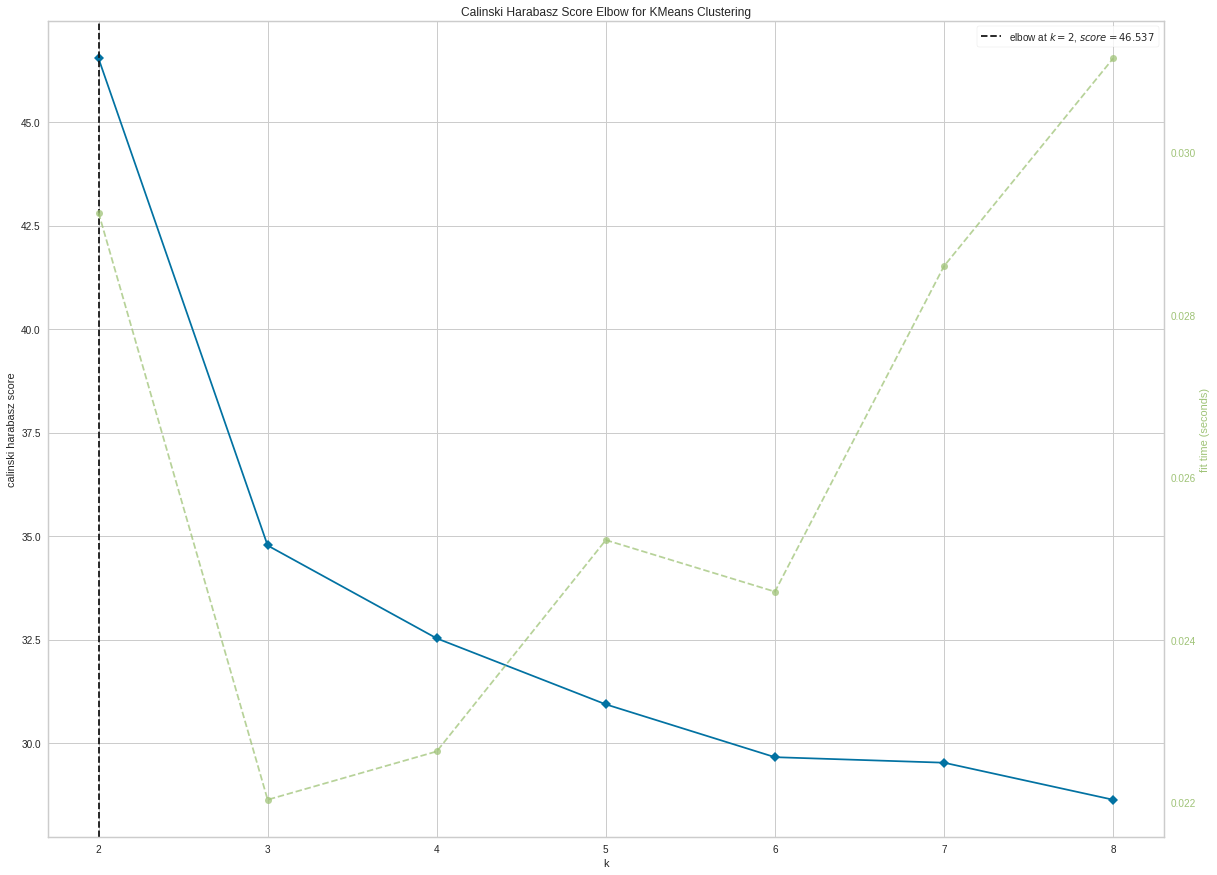 Calinski Harabasz Score Elbow for KMeans Clustering
elbow at k = 2, score = 46.537
calinski harabasz score
45.0
42.5
40.0
37.5
35.0
32.5
30.0
0.030
0.028
0.026
0.024
0.022
fit time (seconds)
2 3 4 5 6 7 8
k